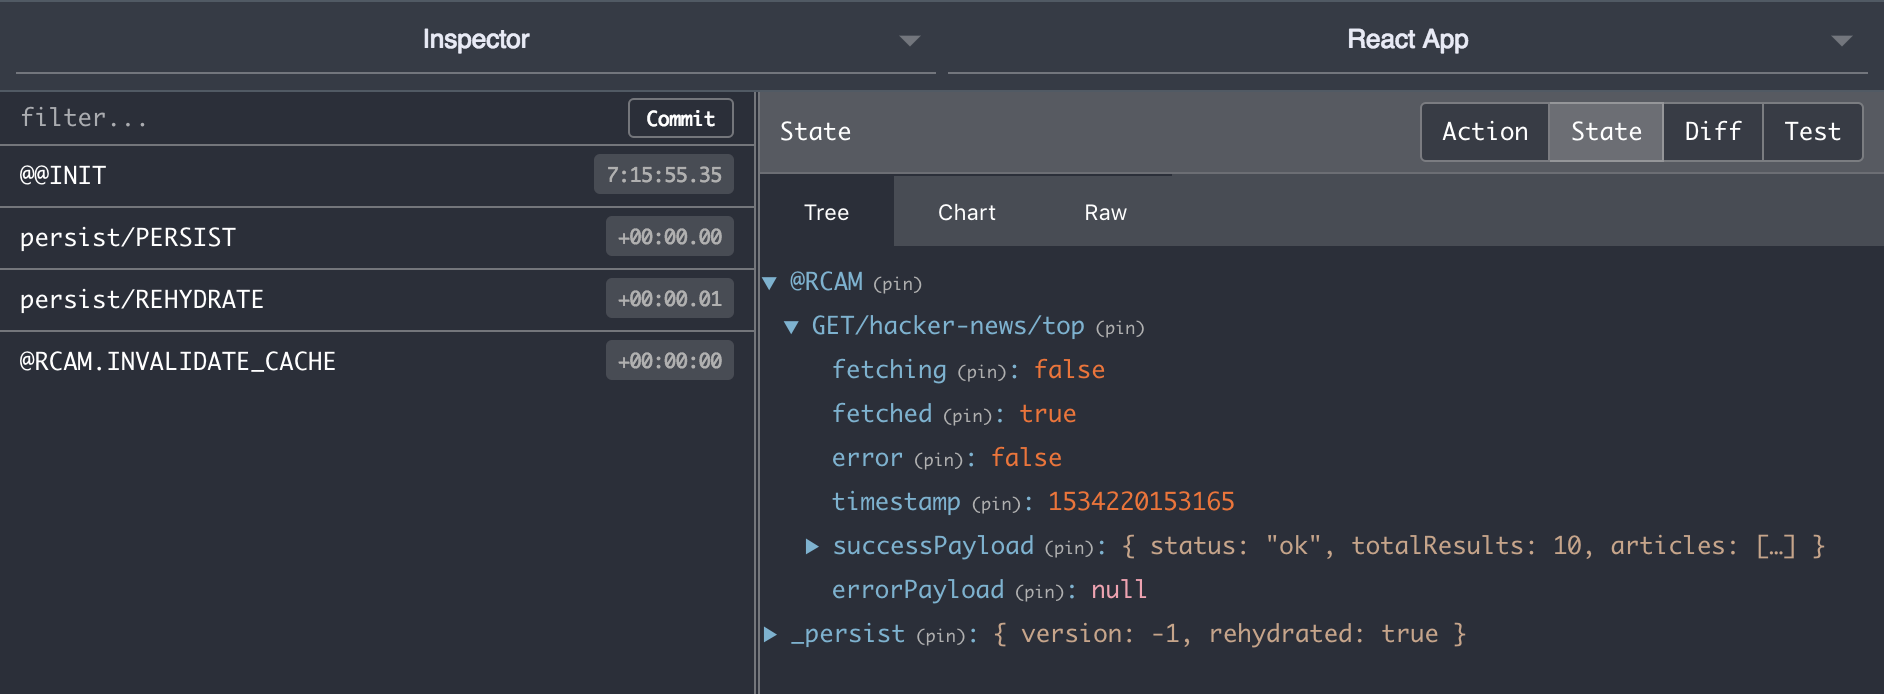 Inspector
React App
filter...
Commit
@@INIT
7:15:55.35
persist/PERSIST
+00:00.00
persist/REHYDRATE
+00:00.01
@RCAM.INVALIDATE_CACHE
+00:00:00
State
Action
State
Diff
Test
Tree
Chart
Raw
@RCAM (pin)
GET/hacker-news/top (pin)
fetching (pin): false
fetched (pin): true
error (pin): false
timestamp (pin): 1534220153165
successPayload (pin): { status: "ok", totalResults: 10, articles: […] }
errorPayload (pin): null
_persist (pin): { version: -1, rehydrated: true }